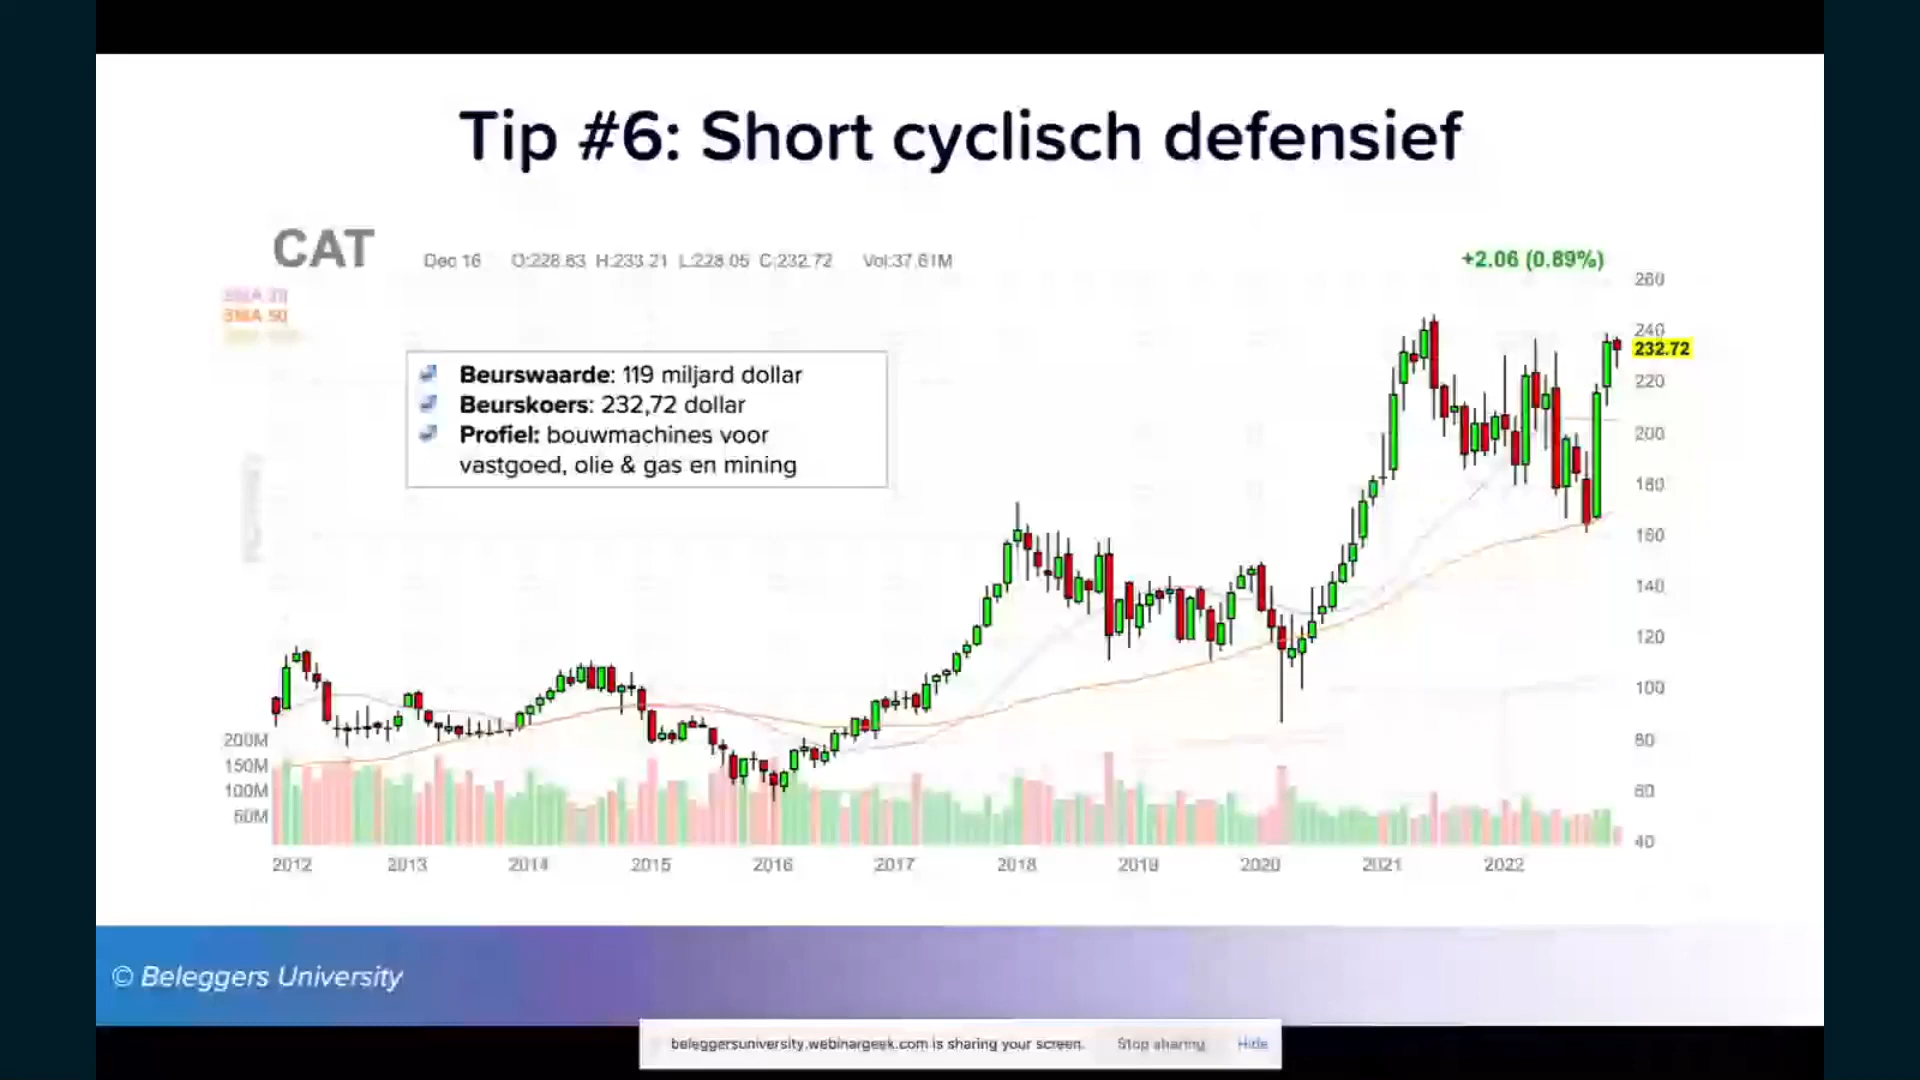 Tip #6: Short cyclisch defensief
CAT
Dec 16 O:228.63 H:233.21 L:228.05 C:232.72 Vol:37.61M
+2.06 (0.89%)
SMA 20
SMA 50
Beurswaarde: 119 miljard dollar
Beurskoers: 232,72 dollar
Profiel: bouwmachines voor
vastgoed, olie & gas en mining
260
240
232.72
220
200
180
160
140
120
100
80
60
40
200M
150M
100M
50M
2012 2013 2014 2015 2016 2017 2018 2019 2020 2021 2022
© Beleggers University
beleggersuniversity.webinargeek.com is sharing your screen. Stop sharing Hide